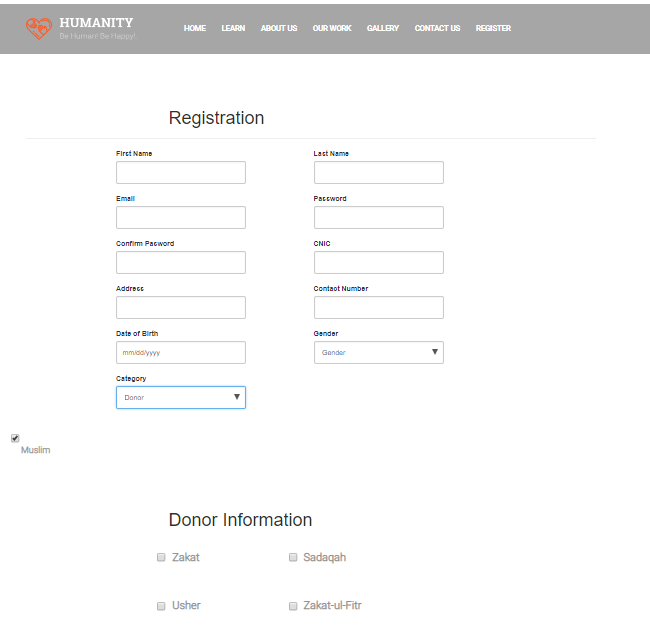 HUMANITY
Be Human! Be Happy!
HOME LEARN ABOUT US OUR WORK GALLERY CONTACT US REGISTER
Registration
First Name Last Name
Email Password
Confirm Pasword CNIC
Address Contact Number
Date of Birth Gender
mm/dd/yyyy Gender
Category
Donor
Muslim
Donor Information
Zakat Sadaqah
Usher Zakat-ul-Fitr